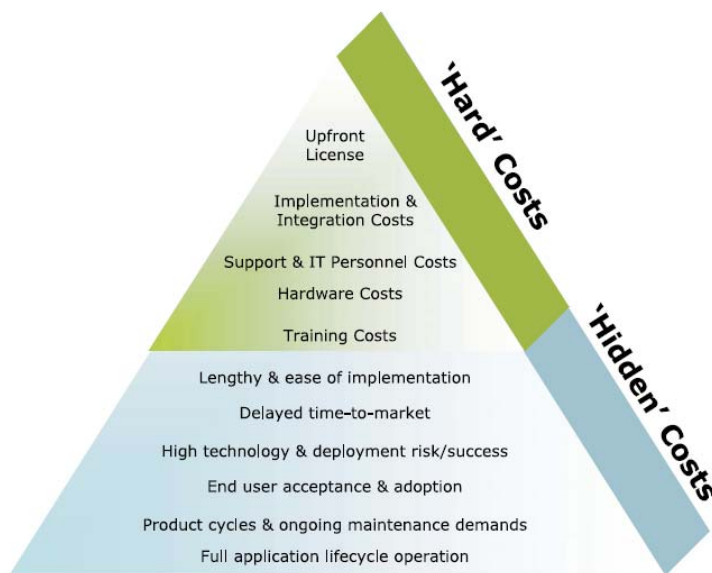 Upfront
License
Implementation &
Integration Costs
Support & IT Personnel Costs
Hardware Costs
Training Costs
Lengthy & ease of implementation
Delayed time-to-market
High technology & deployment risk/success
End user acceptance & adoption
Product cycles & ongoing maintenance demands
Full application lifecycle operation
'Hard' Costs
'Hidden' Costs